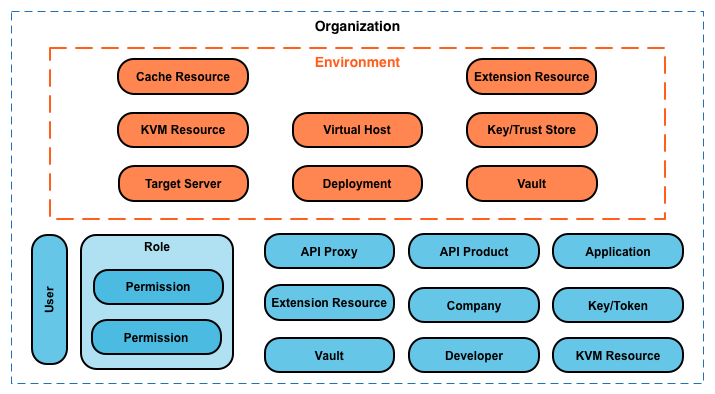 Organization
Environment
Cache Resource
Extension Resource
KVM Resource
Virtual Host
Key/Trust Store
Target Server
Deployment
Vault
User
Role
Permission
Permission
API Proxy
API Product
Application
Extension Resource
Company
Key/Token
Vault
Developer
KVM Resource